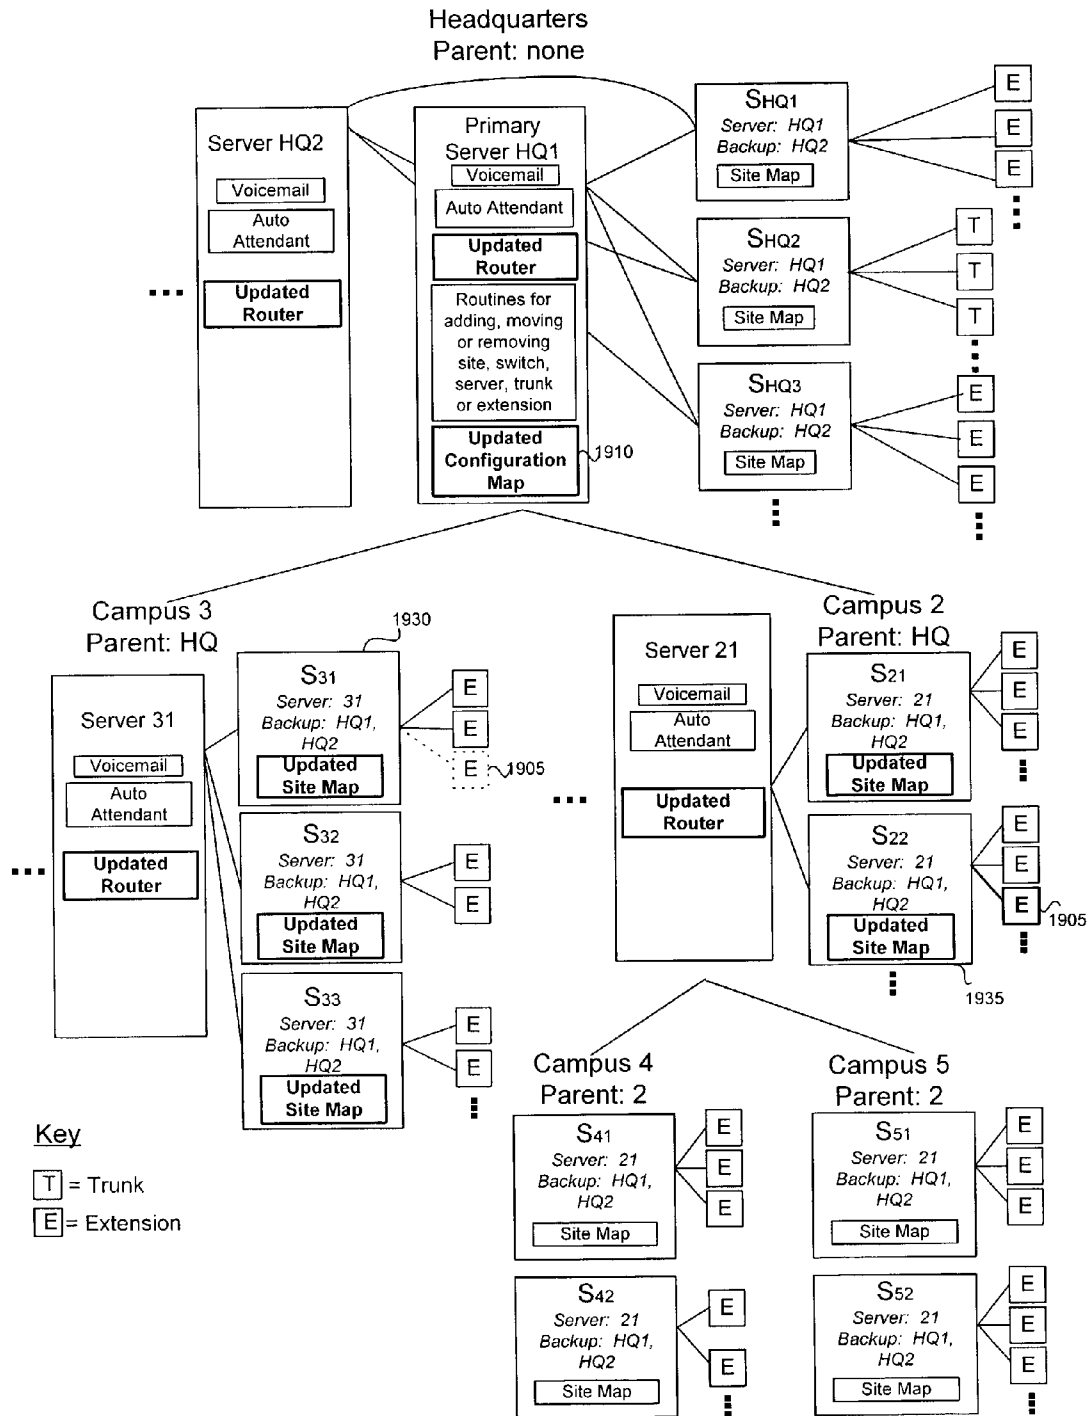 Headquarters
Parent: none
Server HQ2
Voicemail
Auto
Attendant
Updated
Router
Primary
Server HQ1
Voicemail
Auto Attendant
Updated
Router
Routines for
adding, moving
or removing
site, switch,
server, trunk
or extension
Updated
Configuration
Map
1910
SHQ1
Server: HQ1
Backup: HQ2
Site Map
E
E
E
SHQ2
Server: HQ1
Backup: HQ2
Site Map
T
T
T
SHQ3
Server: HQ1
Backup: HQ2
Site Map
E
E
E
Campus 3
Parent: HQ
Server 31
Voicemail
Auto
Attendant
Updated
Router
1930
S31
Server: 31
Backup: HQ1,
HQ2
Updated
Site Map
E
E
E
1905
S32
Server: 31
Backup: HQ1,
HQ2
Updated
Site Map
E
E
S33
Server: 31
Backup: HQ1,
HQ2
Updated
Site Map
E
E
Campus 2
Parent: HQ
Server 21
Voicemail
Auto
Attendant
Updated
Router
S21
Server: 21
Backup: HQ1,
HQ2
Updated
Site Map
E
E
E
S22
Server: 21
Backup: HQ1,
HQ2
Updated
Site Map
E
E
E
1905
1935
Campus 4
Parent: 2
S41
Server: 21
Backup: HQ1,
HQ2
Site Map
E
E
E
S42
Server: 21
Backup: HQ1,
HQ2
Site Map
E
E
Campus 5
Parent: 2
S51
Server: 21
Backup: HQ1,
HQ2
Site Map
E
E
E
S52
Server: 21
Backup: HQ1,
HQ2
Site Map
E
E
E
Key
T = Trunk
E = Extension